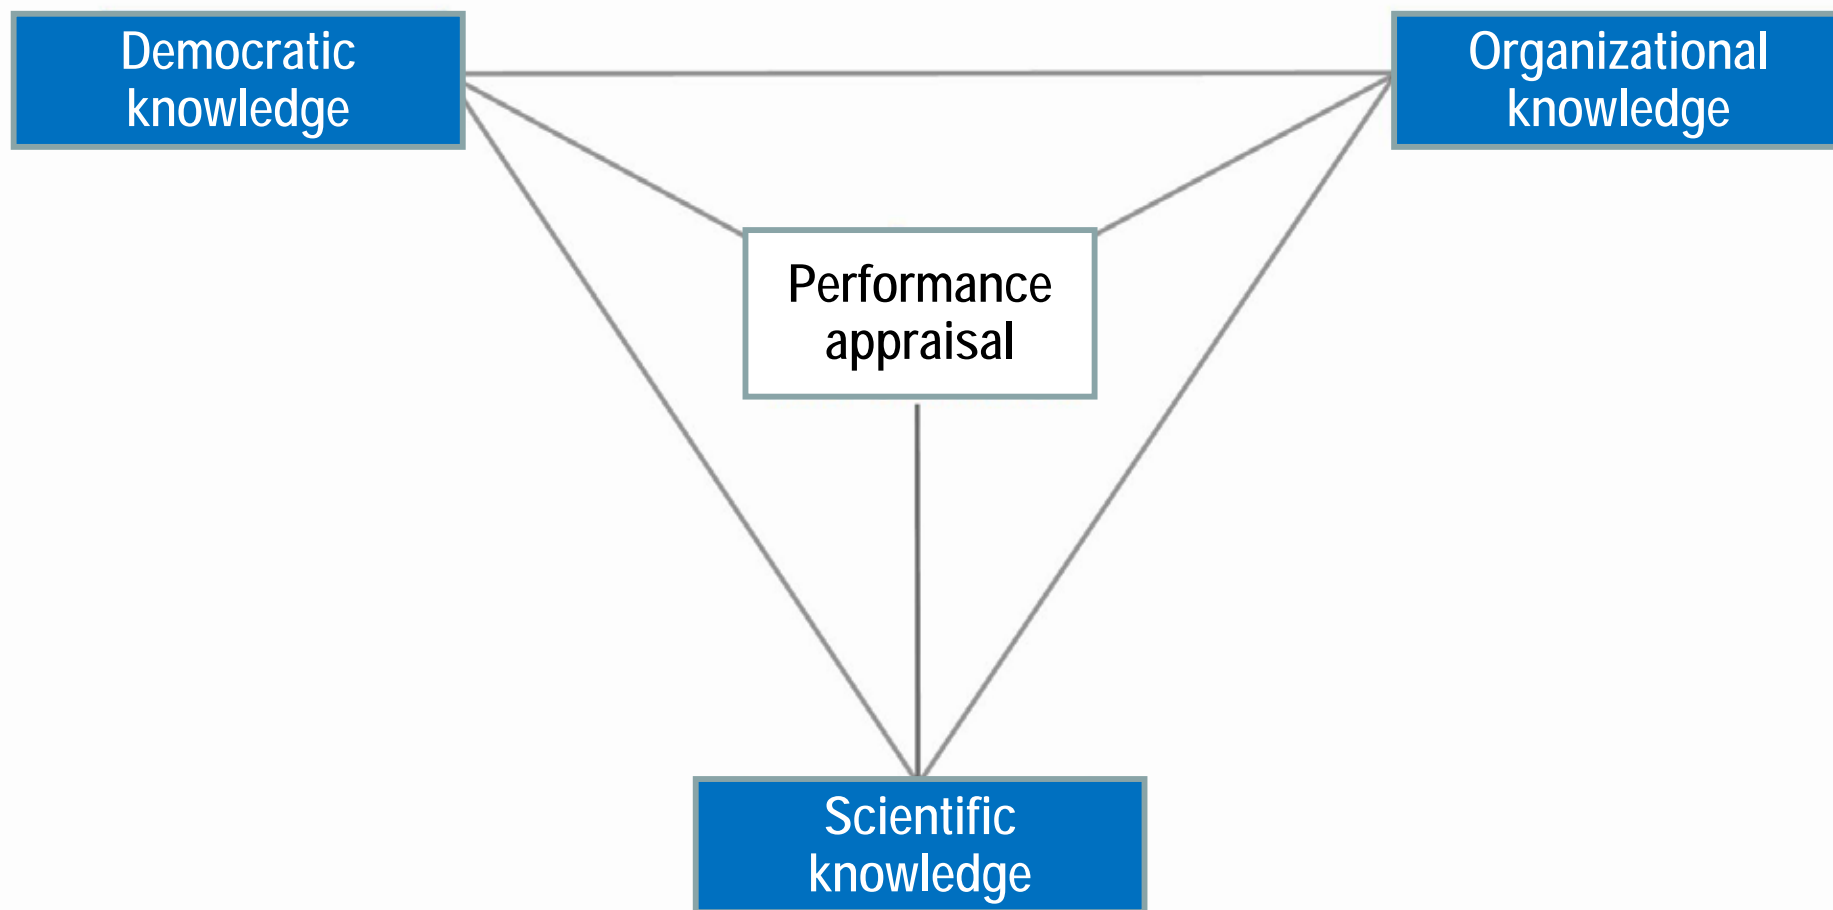 Democratic
knowledge
Organizational
knowledge
Performance
appraisal
Scientific
knowledge